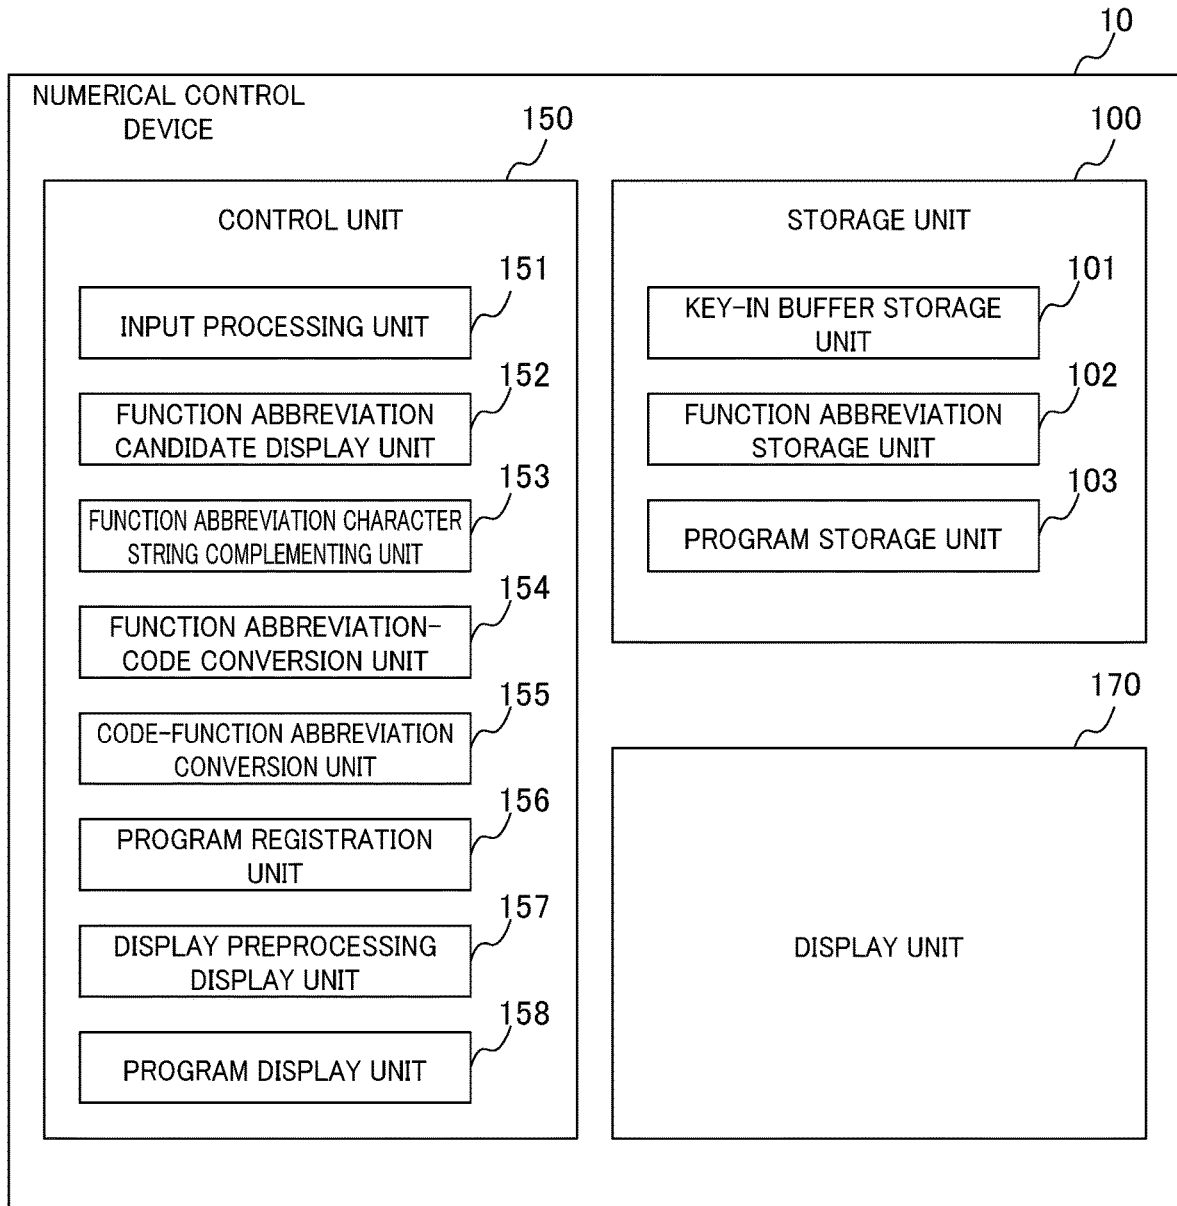 10
NUMERICAL CONTROL
DEVICE
150
CONTROL UNIT
151
INPUT PROCESSING UNIT
152
FUNCTION ABBREVIATION
CANDIDATE DISPLAY UNIT
153
FUNCTION ABBREVIATION CHARACTER
STRING COMPLEMENTING UNIT
154
FUNCTION ABBREVIATION-
CODE CONVERSION UNIT
155
CODE-FUNCTION ABBREVIATION
CONVERSION UNIT
156
PROGRAM REGISTRATION
UNIT
157
DISPLAY PREPROCESSING
DISPLAY UNIT
158
PROGRAM DISPLAY UNIT
100
STORAGE UNIT
101
KEY-IN BUFFER STORAGE
UNIT
102
FUNCTION ABBREVIATION
STORAGE UNIT
103
PROGRAM STORAGE UNIT
170
DISPLAY UNIT